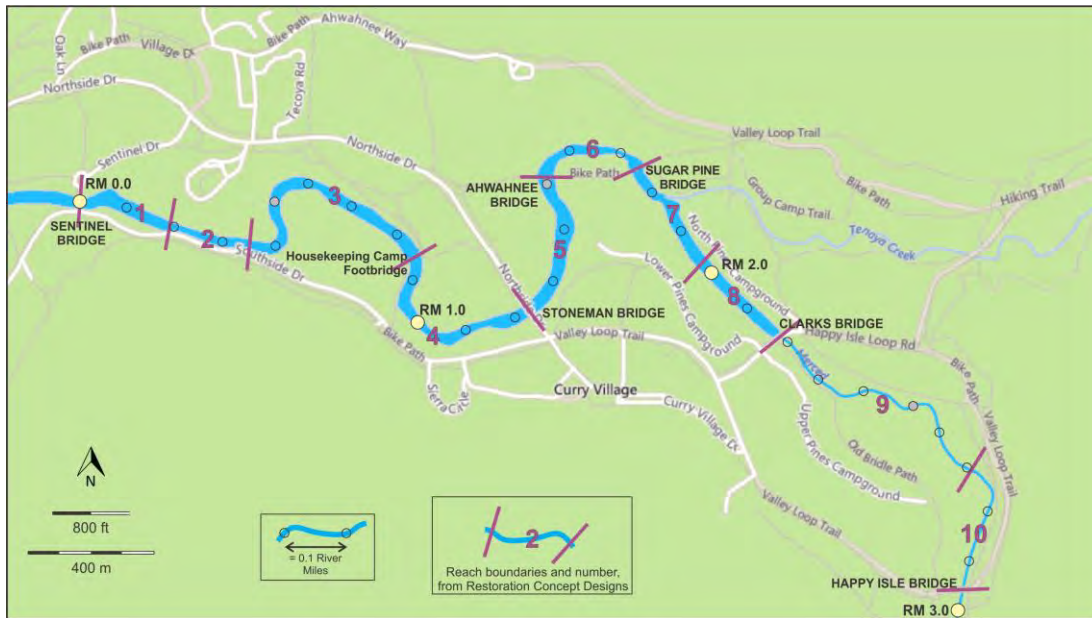 Oak Ln
Bike Path
Village Dr
Bike Path
Ahwahnee Way
Northside Dr
Tecoya Rd
Sentinel Dr
Northside Dr
Valley Loop Trail
Bike Path
Hiking Trail
Group Camp Trail
Tenaya Creek
RM 0.0
SENTINEL
BRIDGE
1
2
3
Southside Dr
Housekeeping Camp
Footbridge
AHWAHNEE
BRIDGE
6
Bike Path
SUGAR PINE
BRIDGE
7
5
North Pine Campground
Lower Pines Campground
RM 2.0
8
RM 1.0
4
Northside Dr
STONEMAN BRIDGE
Valley Loop Trail
CLARKS BRIDGE
Happy Isle Loop Rd
Bike Path
Merced
Bike Path
Curry Village
Curry Village Dr
9
Upper Pines Campground
Old Bridle Path
Valley Loop Trail
Valley Loop Trail
10
HAPPY ISLE BRIDGE
RM 3.0
N
800 ft
400 m
= 0.1 River
Miles
2
Reach boundaries and number,
from Restoration Concept Designs